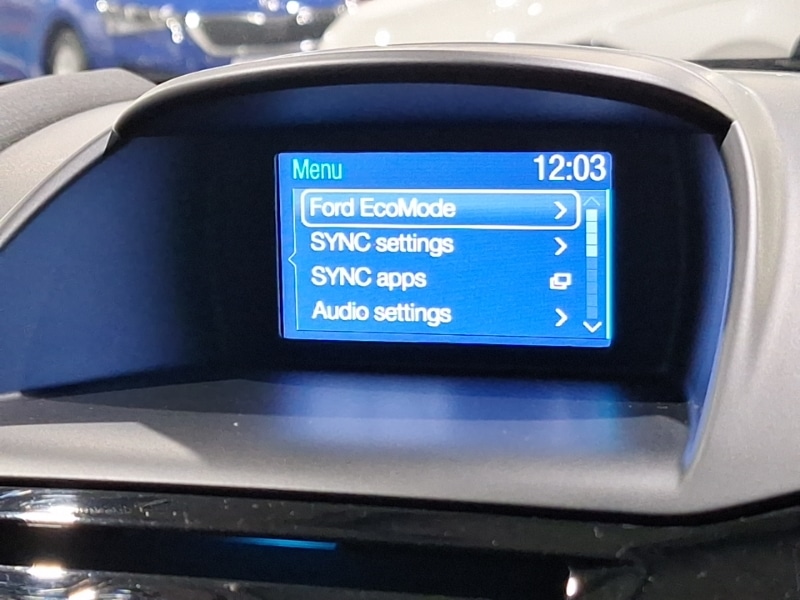 Menu 12:03
Ford EcoMode
SYNC settings
SYNC apps
Audio settings